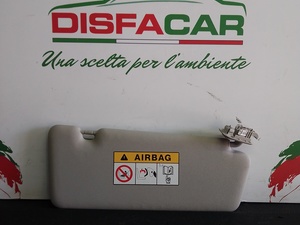 DISFACAR
Una scelta per l'ambiente
AIRBAG